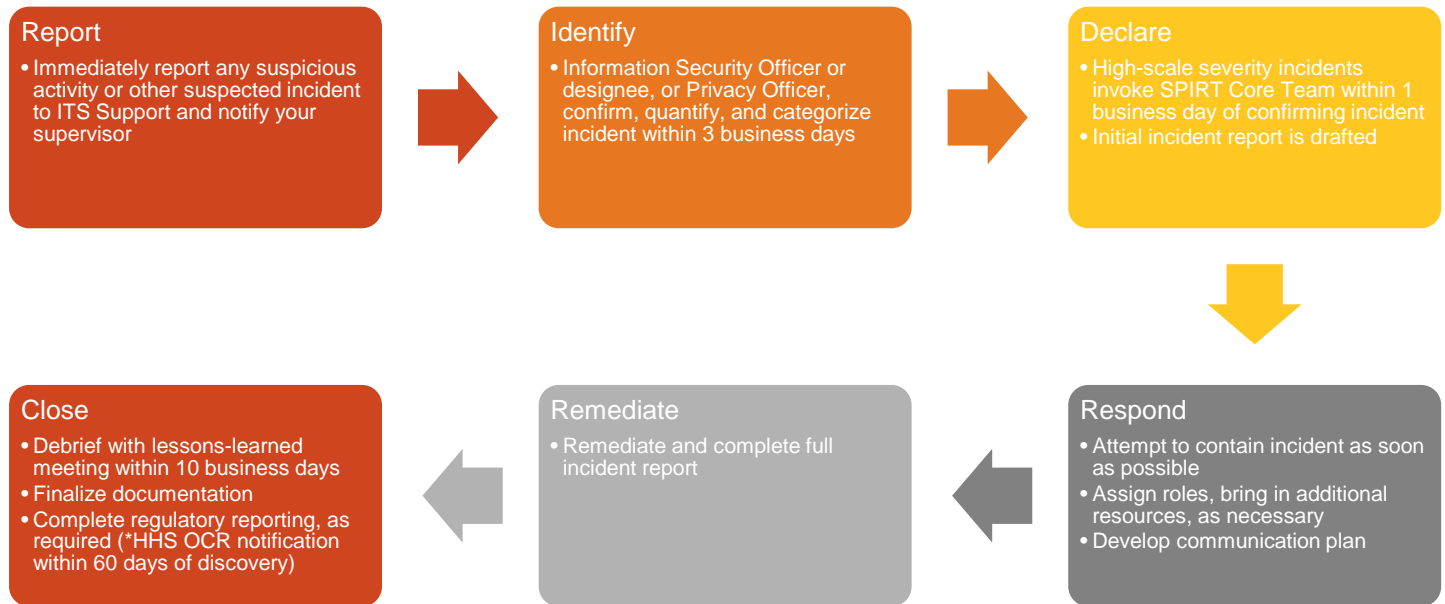 Report
• Immediately report any suspicious
activity or other suspected incident
to ITS Support and notify your
supervisor
Identify
• Information Security Officer or
designee, or Privacy Officer,
confirm, quantify, and categorize
incident within 3 business days
Declare
• High-scale severity incidents
invoke SPIRT Core Team within 1
business day of confirming incident
• Initial incident report is drafted
Respond
• Attempt to contain incident as soon
as possible
• Assign roles, bring in additional
resources, as necessary
• Develop communication plan
Remediate
• Remediate and complete full
incident report
Close
• Debrief with lessons-learned
meeting within 10 business days
• Finalize documentation
• Complete regulatory reporting, as
required (*HHS OCR notification
within 60 days of discovery)